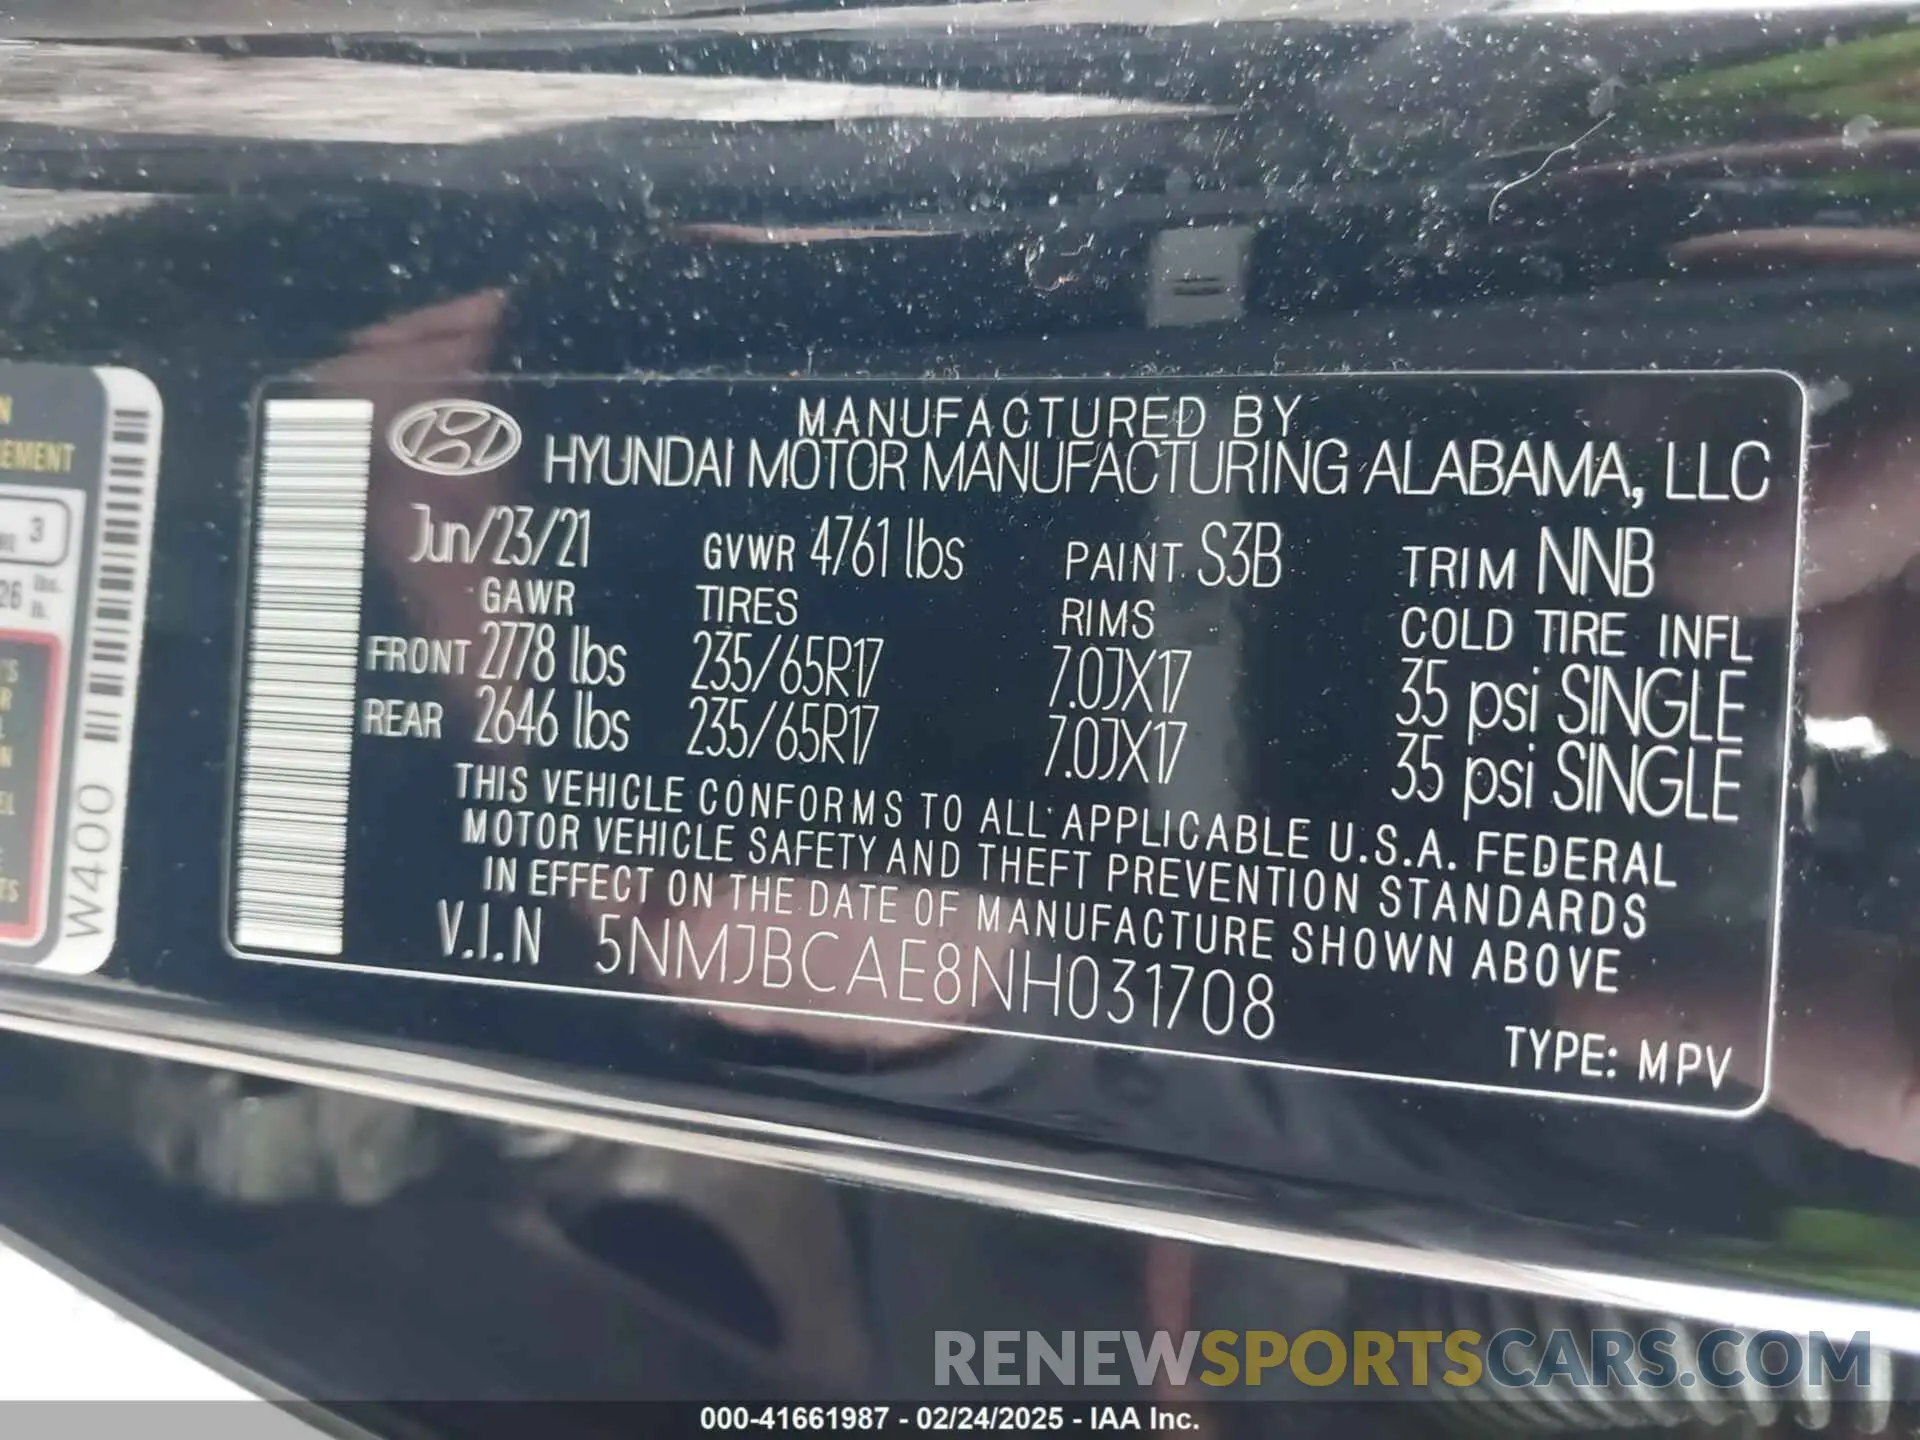 MANUFACTURED BY
HYUNDAI MOTOR MANUFACTURING ALABAMA, LLC
Jun/23/21 GVWR 4761 lbs PAINT S3B TRIM NNB
GAWR TIRES RIMS COLD TIRE INFL
FRONT 2778 lbs 235/65R17 7.0JX17 35 psi SINGLE
REAR 2646 lbs 235/65R17 7.0JX17 35 psi SINGLE
THIS VEHICLE CONFORMS TO ALL APPLICABLE U.S.A. FEDERAL
MOTOR VEHICLE SAFETY AND THEFT PREVENTION STANDARDS
IN EFFECT ON THE DATE OF MANUFACTURE SHOWN ABOVE
V.I.N 5NMJBCAE8NH031708
TYPE: MPV
EMENT
3
26 lbs.
W400
RENEWSPORTSCARS.COM
000-41661987 - 02/24/2025 - IAA Inc.